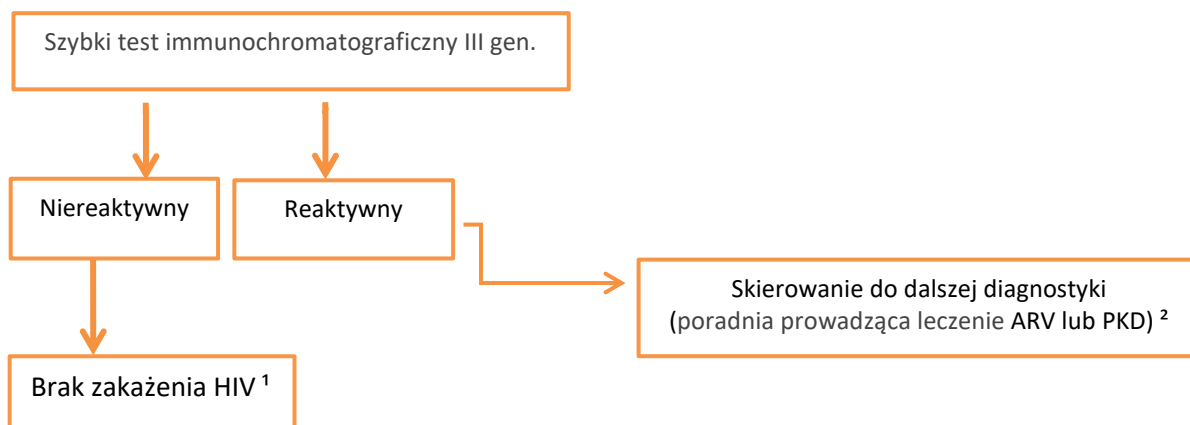 Szybki test immunochromatograficzny III gen.
Niereaktywny
Reaktywny
Skierowanie do dalszej diagnostyki
(poradnia prowadząca leczenie ARV lub PKD) ²
Brak zakażenia HIV ¹